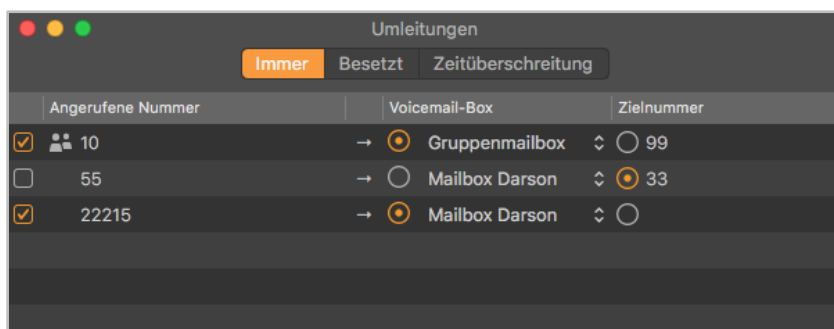 Umleitungen
Immer Besetzt Zeitüberschreitung
Angerufene Nummer Voicemail-Box Zielnummer
10 → Gruppenmailbox 99
55 → Mailbox Darson 33
22215 → Mailbox Darson